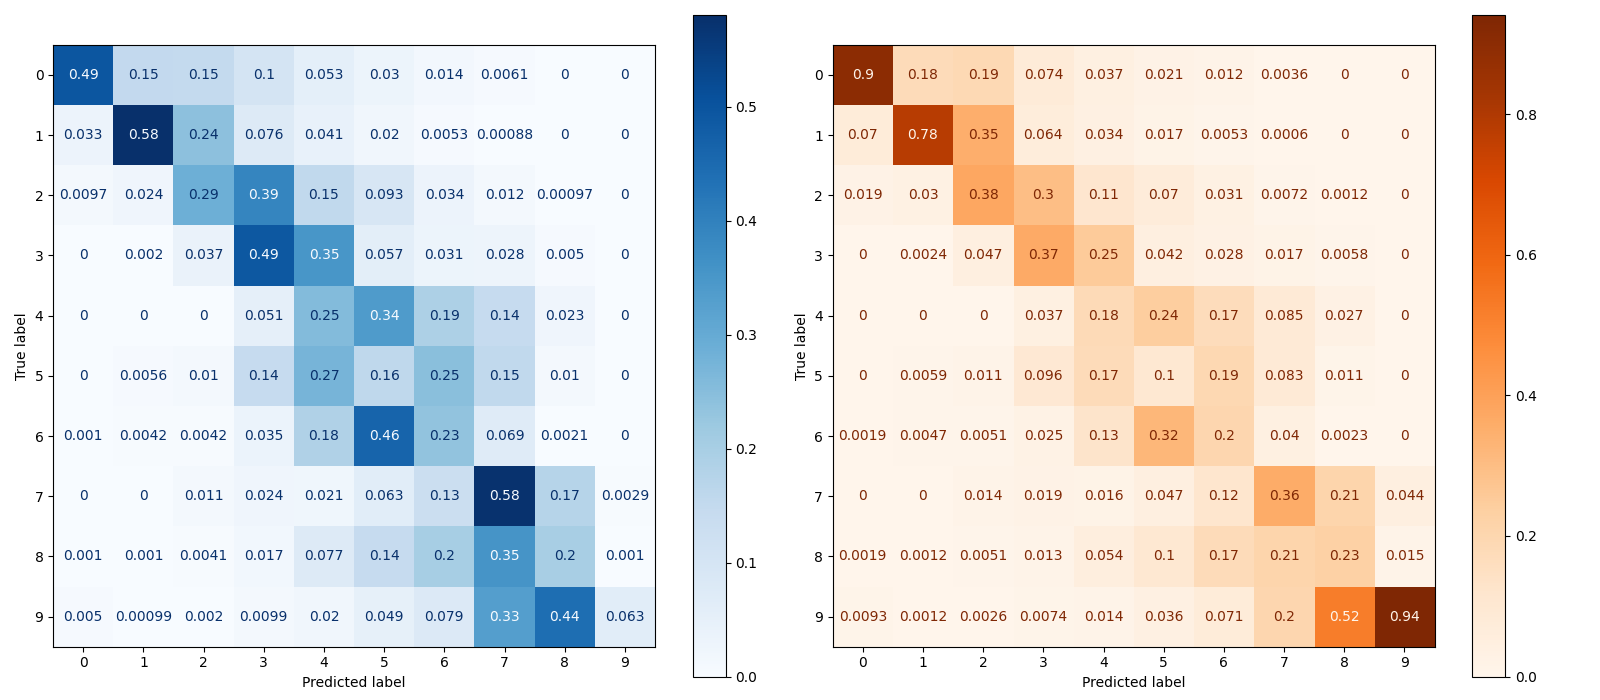 0 0.49 0.15 0.15 0.1 0.053 0.03 0.014 0.0061 0 0
1 0.033 0.58 0.24 0.076 0.041 0.02 0.0053 0.00088 0 0
2 0.0097 0.024 0.29 0.39 0.15 0.093 0.034 0.012 0.00097 0
3 0 0.002 0.037 0.49 0.35 0.057 0.031 0.028 0.005 0
4 0 0 0 0.051 0.25 0.34 0.19 0.14 0.023 0
5 0 0.0056 0.01 0.14 0.27 0.16 0.25 0.15 0.01 0
6 0.001 0.0042 0.0042 0.035 0.18 0.46 0.23 0.069 0.0021 0
7 0 0 0.011 0.024 0.021 0.063 0.13 0.58 0.17 0.0029
8 0.001 0.001 0.0041 0.017 0.077 0.14 0.2 0.35 0.2 0.001
9 0.005 0.00099 0.002 0.0099 0.02 0.049 0.079 0.33 0.44 0.063
0 1 2 3 4 5 6 7 8 9
Predicted label
True label
0.5
0.4
0.3
0.2
0.1
0.0
0 0.9 0.18 0.19 0.074 0.037 0.021 0.012 0.0036 0 0
1 0.07 0.78 0.35 0.064 0.034 0.017 0.0053 0.0006 0 0
2 0.019 0.03 0.38 0.3 0.11 0.07 0.031 0.0072 0.0012 0
3 0 0.0024 0.047 0.37 0.25 0.042 0.028 0.017 0.0058 0
4 0 0 0 0.037 0.18 0.24 0.17 0.085 0.027 0
5 0 0.0059 0.011 0.096 0.17 0.1 0.19 0.083 0.011 0
6 0.0019 0.0047 0.0051 0.025 0.13 0.32 0.2 0.04 0.0023 0
7 0 0 0.014 0.019 0.016 0.047 0.12 0.36 0.21 0.044
8 0.0019 0.0012 0.0051 0.013 0.054 0.1 0.17 0.21 0.23 0.015
9 0.0093 0.0012 0.0026 0.0074 0.014 0.036 0.071 0.2 0.52 0.94
0 1 2 3 4 5 6 7 8 9
Predicted label
True label
0.8
0.6
0.4
0.2
0.0